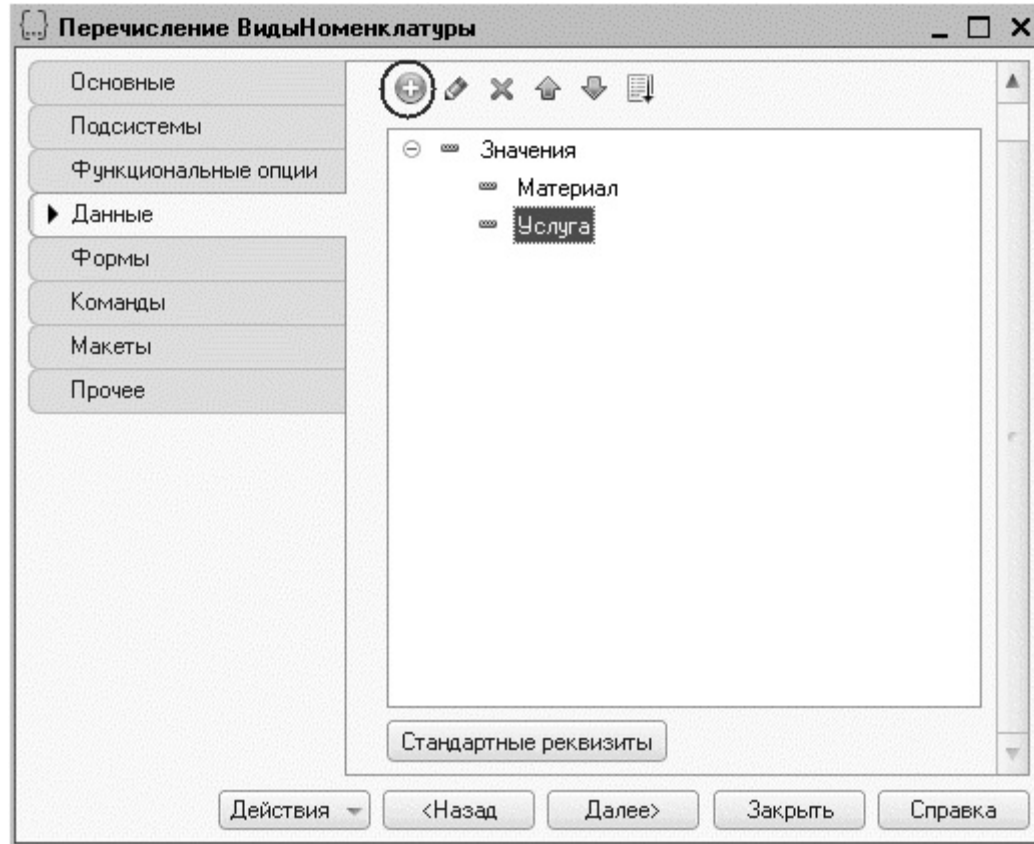 Перечисление ВидыНоменклатуры
Основные
Подсистемы
Функциональные опции
Данные
Формы
Команды
Макеты
Прочее
Значения
Материал
Услуга
Стандартные реквизиты
Действия
<Назад
Далее>
Закрыть
Справка